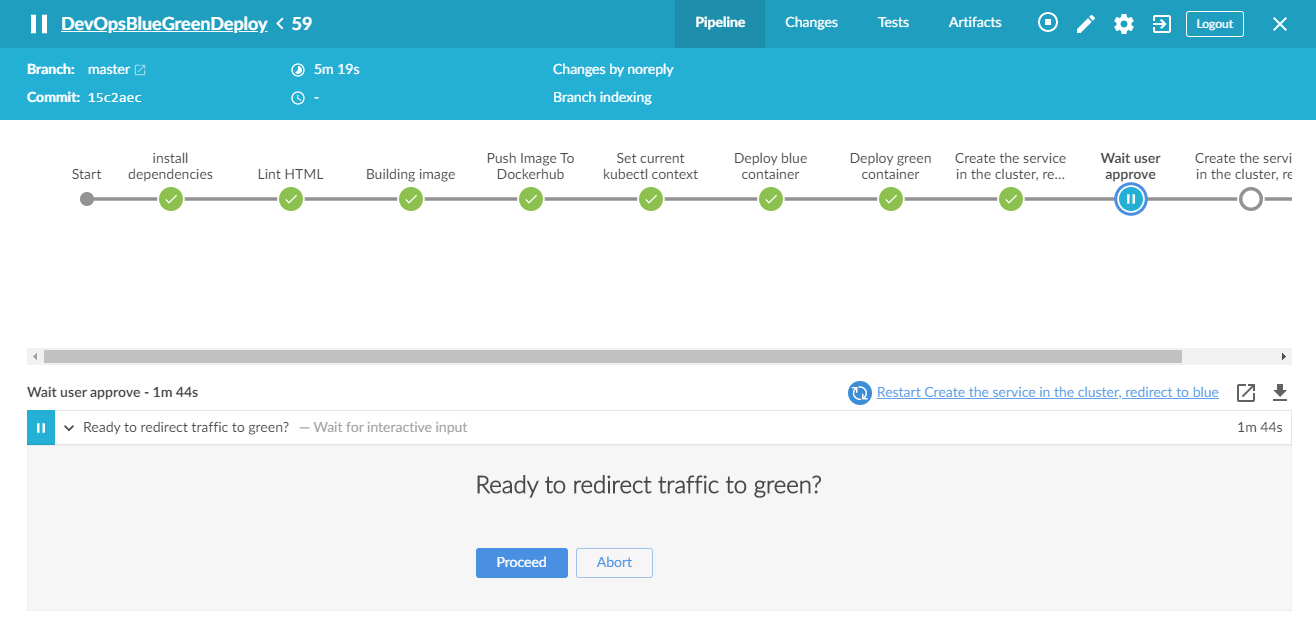 DevOpsBlueGreenDeploy < 59
Pipeline
Changes
Tests
Artifacts
Logout
Branch: master
5m 19s
Changes by noreply
Commit: 15c2aec
-
Branch indexing
Start
install
dependencies
Lint HTML
Building image
Push Image To
Dockerhub
Set current
kubectl context
Deploy blue
container
Deploy green
container
Create the service
in the cluster, re...
Wait user
approve
Create the servi
in the cluster, re
Wait user approve - 1m 44s
Restart Create the service in the cluster, redirect to blue
Ready to redirect traffic to green? — Wait for interactive input
1m 44s
Ready to redirect traffic to green?
Proceed
Abort